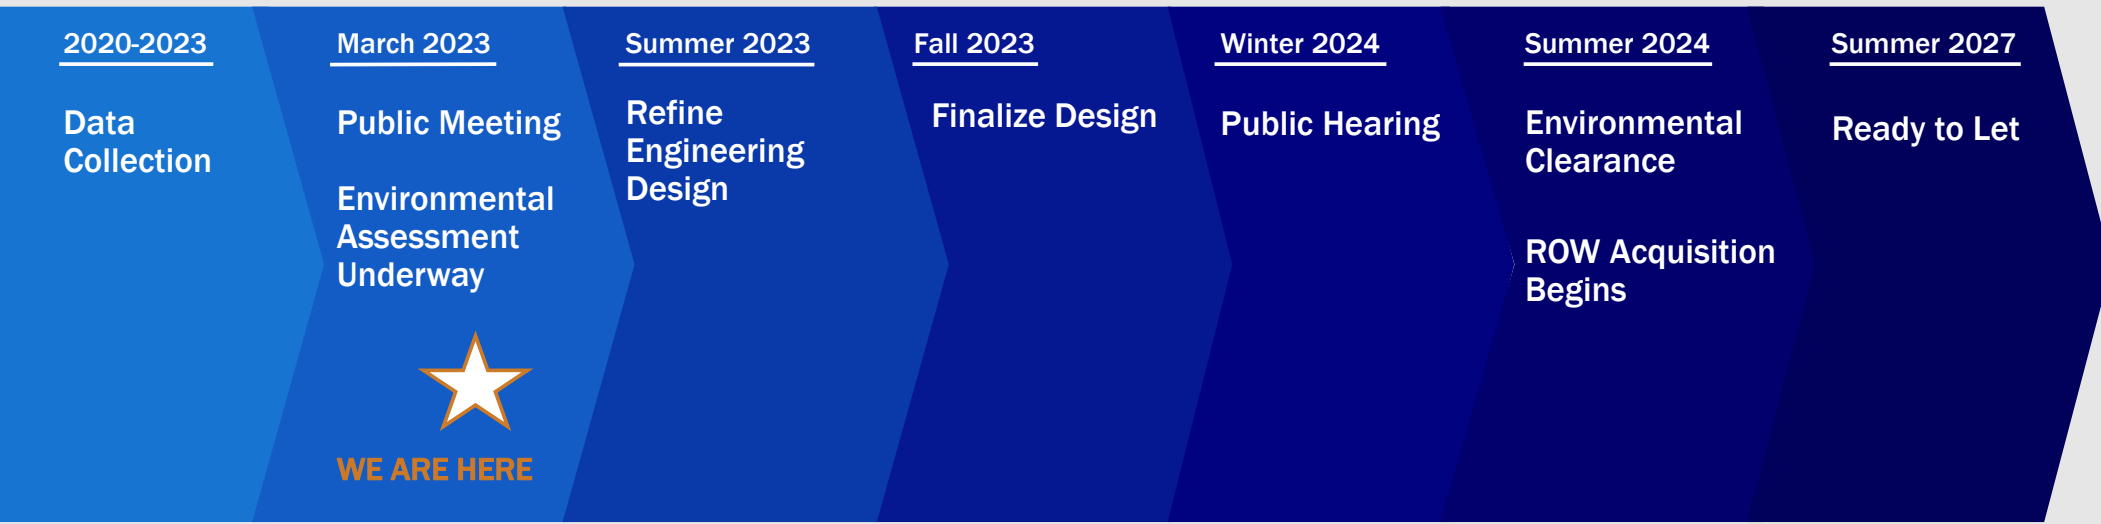 2020-2023
Data
Collection
March 2023
Public Meeting
Environmental
Assessment
Underway
WE ARE HERE
Summer 2023
Refine
Engineering
Design
Fall 2023
Finalize Design
Winter 2024
Public Hearing
Summer 2024
Environmental
Clearance
ROW Acquisition
Begins
Summer 2027
Ready to Let